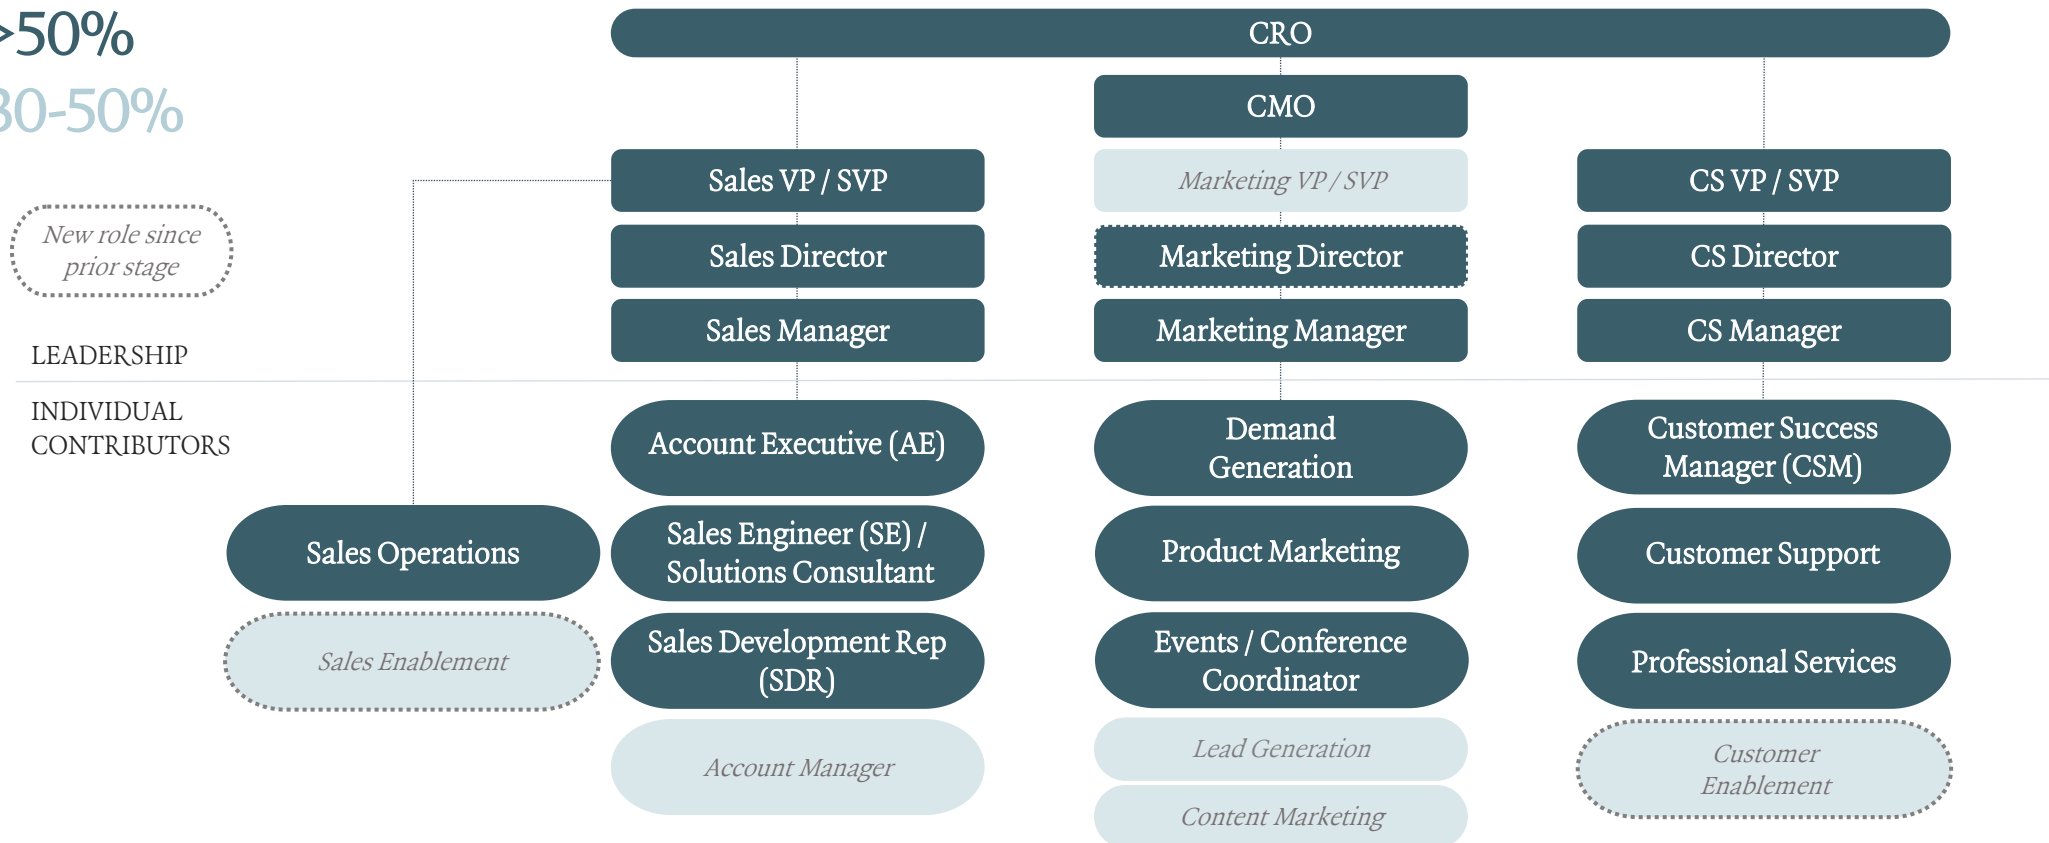 >50%
30-50%
New role since
prior stage
LEADERSHIP
INDIVIDUAL
CONTRIBUTORS
CRO
CMO
Sales VP / SVP
Marketing VP / SVP
CS VP / SVP
Sales Director
Marketing Director
CS Director
Sales Manager
Marketing Manager
CS Manager
Account Executive (AE)
Demand
Generation
Customer Success
Manager (CSM)
Sales Operations
Sales Engineer (SE) /
Solutions Consultant
Product Marketing
Customer Support
Sales Enablement
Sales Development Rep
(SDR)
Events / Conference
Coordinator
Professional Services
Account Manager
Lead Generation
Content Marketing
Customer
Enablement